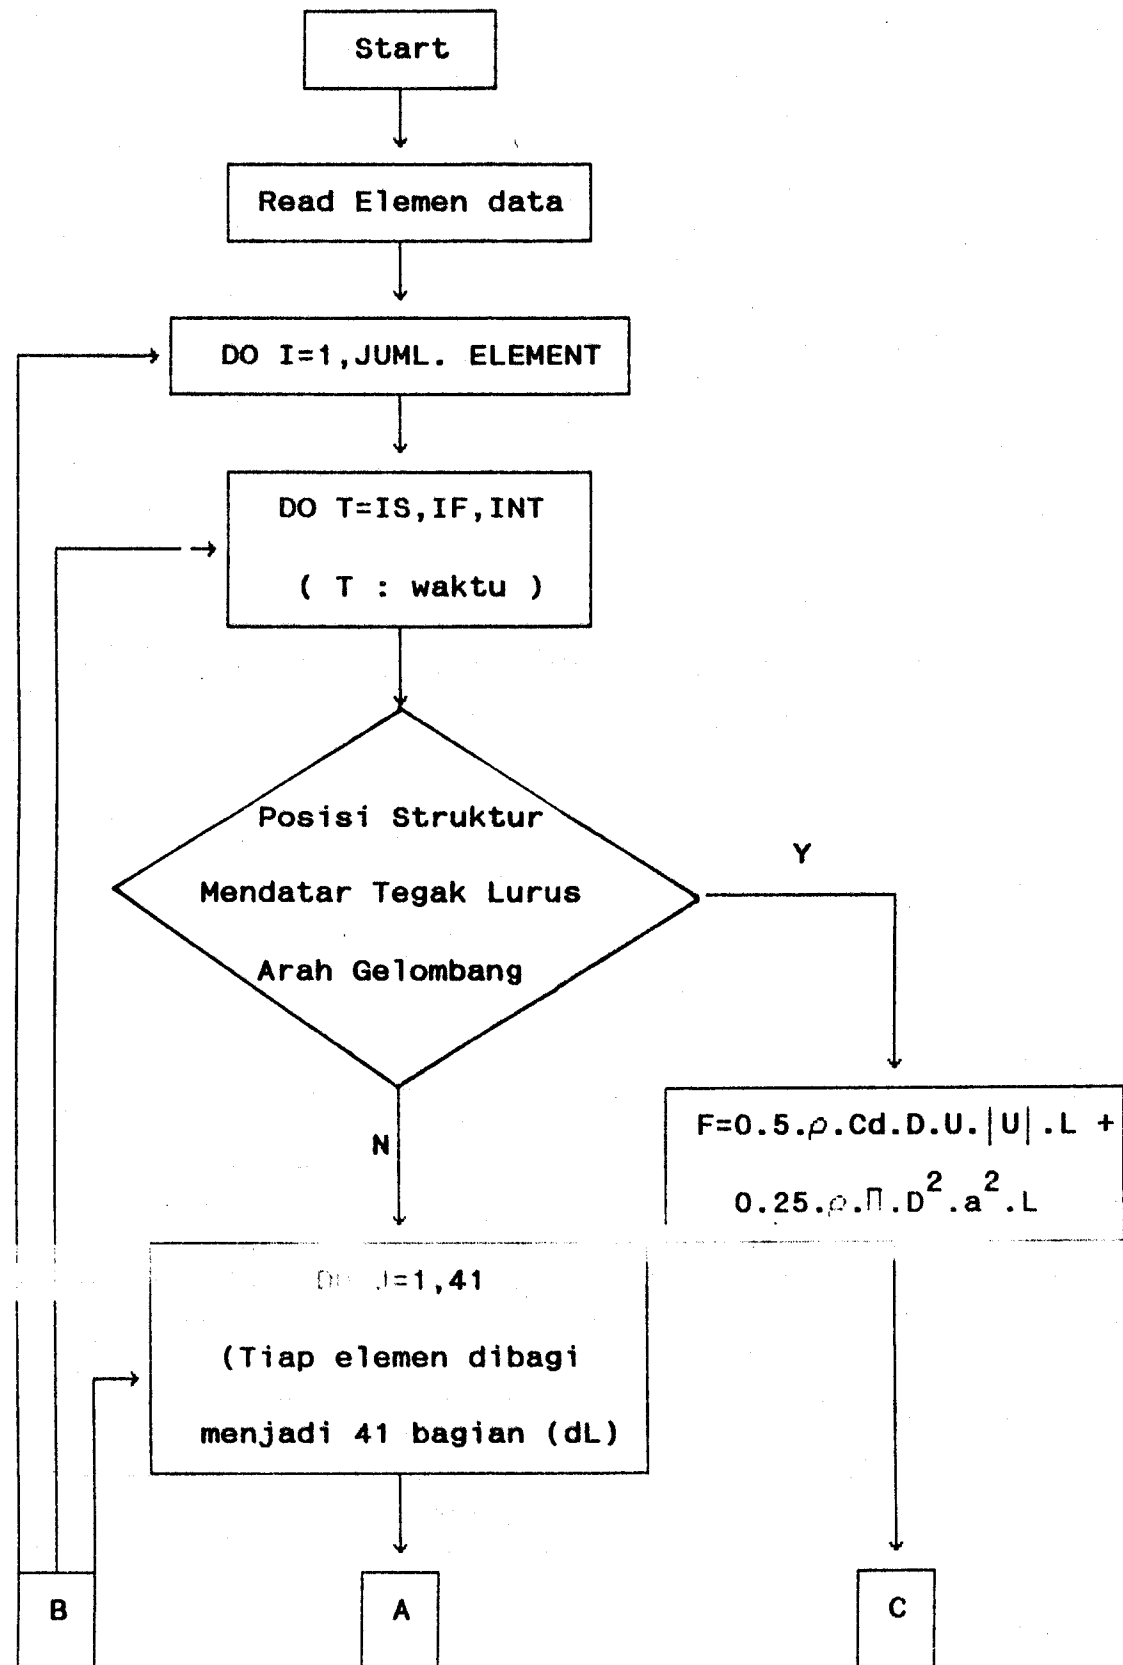 Start
Read Elemen data
DO I=1,JUML. ELEMENT
DO T=IS,IF,INT
( T : waktu )
Posisi Struktur
Mendatar Tegak Lurus
Arah Gelombang
Y
N
F=0.5.ρ.Cd.D.U.|U|.L +
0.25.ρ.Π.D².a².L
J=1,41
(Tiap elemen dibagi
menjadi 41 bagian (dL)
B
A
C